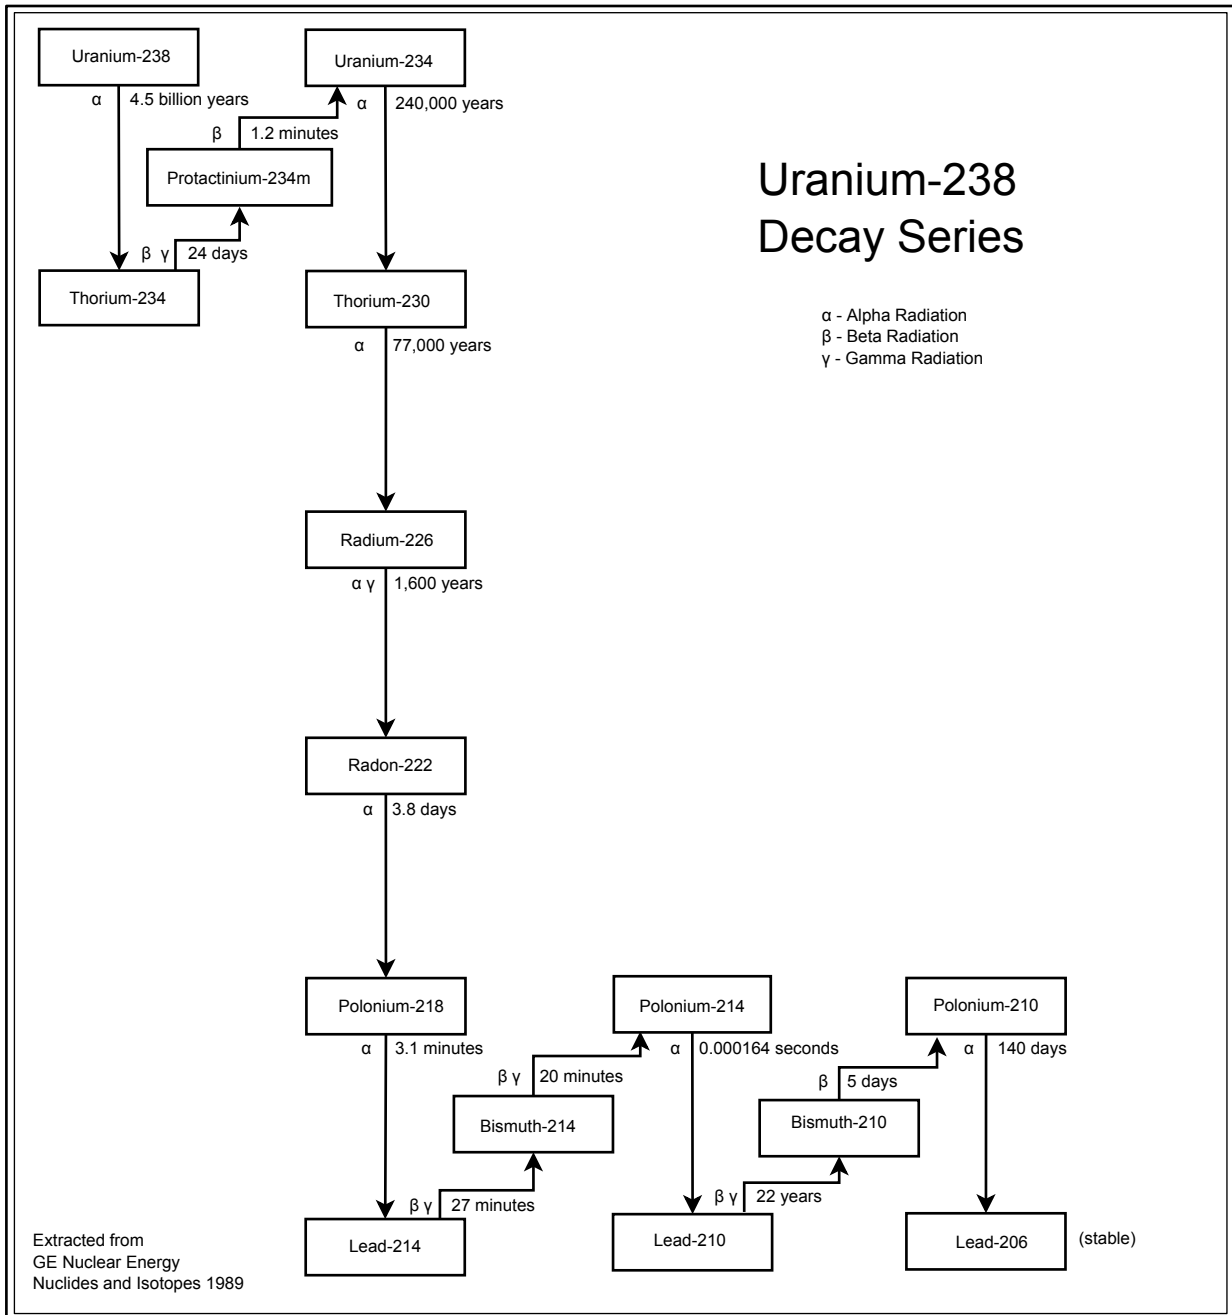 Uranium-238
Uranium-234
α 4.5 billion years
α 240,000 years
β 1.2 minutes
Protactinium-234m
β γ 24 days
Thorium-234
Thorium-230
α 77,000 years
Uranium-238
Decay Series
α - Alpha Radiation
β - Beta Radiation
γ - Gamma Radiation
Radium-226
α γ 1,600 years
Radon-222
α 3.8 days
Polonium-218
Polonium-214
Polonium-210
α 3.1 minutes
α 0.000164 seconds
α 140 days
β γ 20 minutes
β 5 days
Bismuth-214
Bismuth-210
β γ 27 minutes
β γ 22 years
Lead-214
Lead-210
Lead-206
(stable)
Extracted from
GE Nuclear Energy
Nuclides and Isotopes 1989